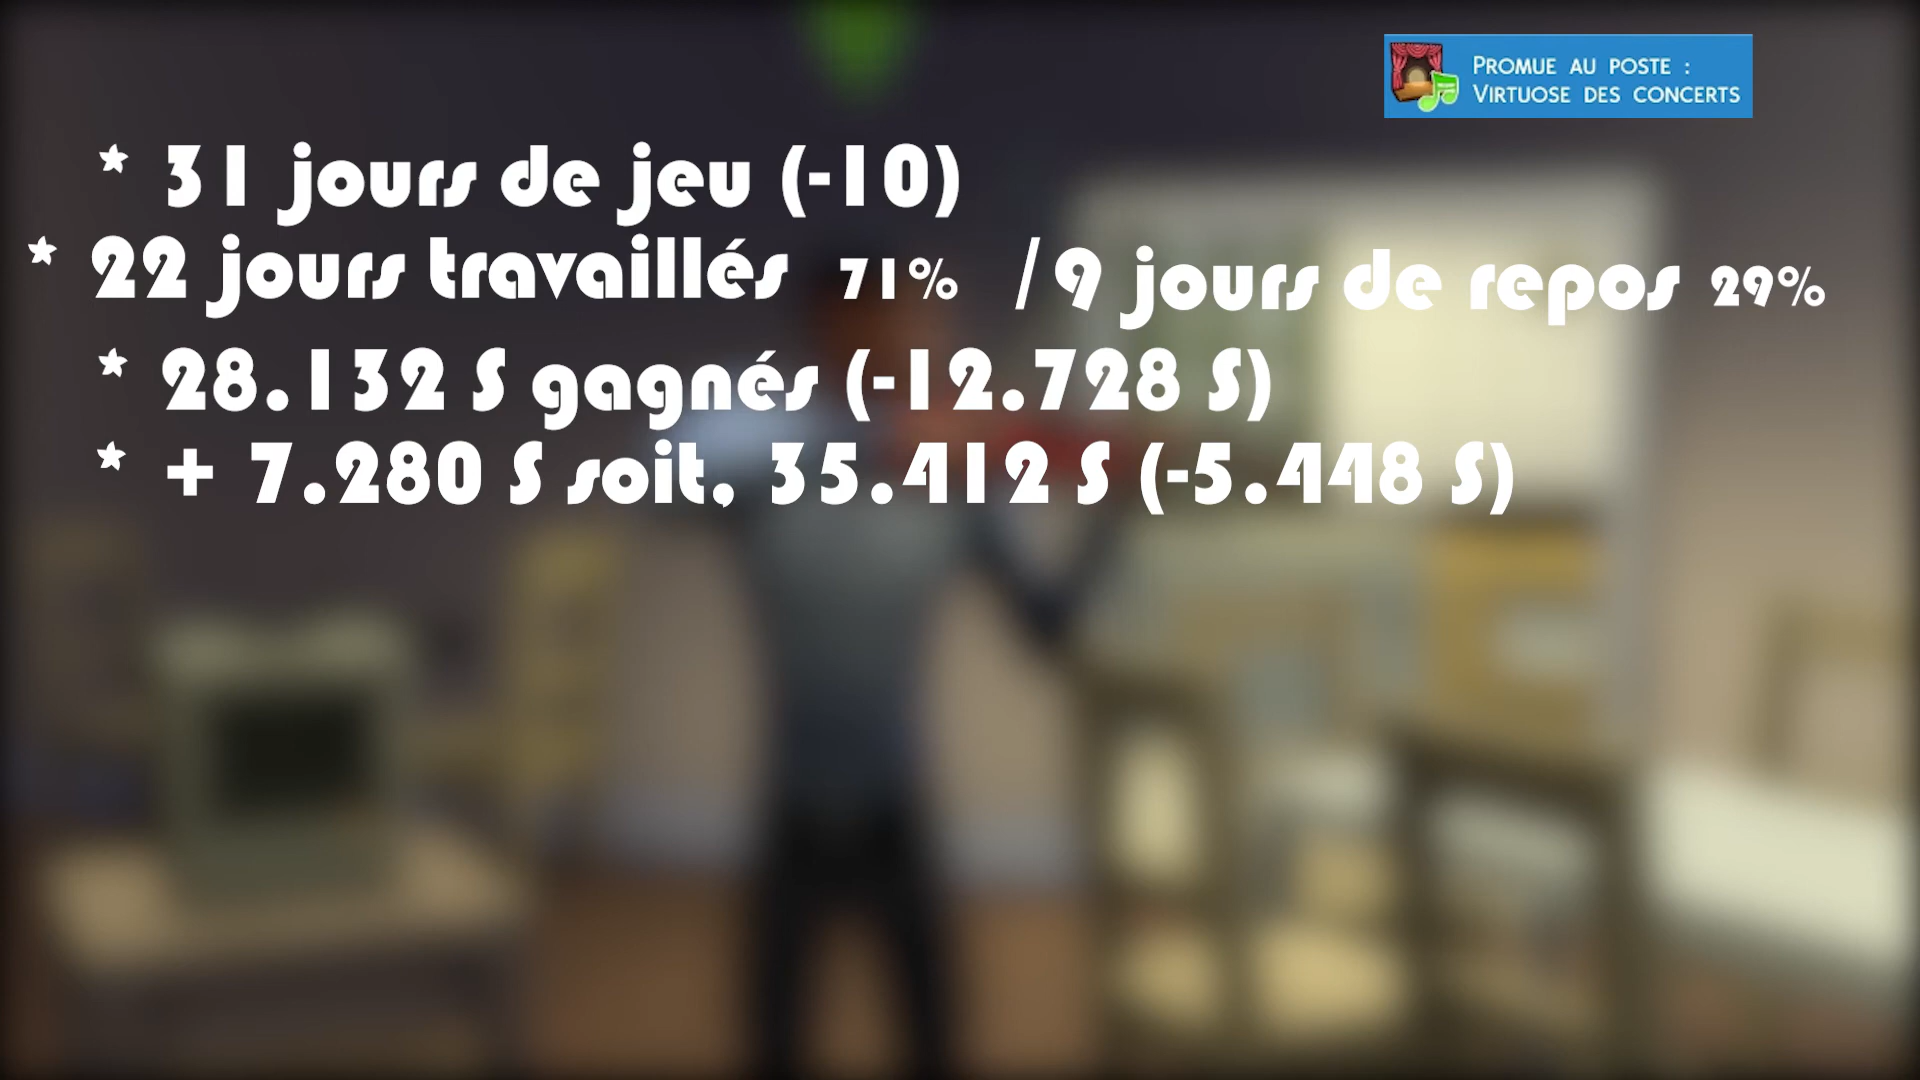 PROMUE AU POSTE :
VIRTUOSE DES CONCERTS
* 31 jours de jeu (-10)
* 22 jours travaillés 71% / 9 jours de repos 29%
* 28.132 S gagnés (-12.728 S)
* + 7.280 S soit, 35.412 S (-5.448 S)